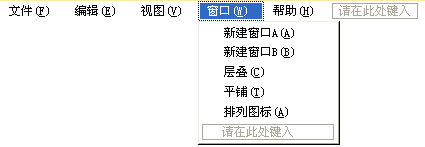 文件(F) 编辑(E) 视图(V) 窗口(W) 帮助(H) 请在此处键入
新建窗口A(A)
新建窗口B(B)
层叠(C)
平铺(T)
排列图标(A)
请在此处键入